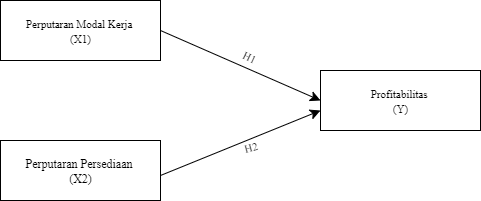 Perputaran Modal Kerja
(X1)
H1
Profitabilitas
(Y)
H2
Perputaran Persediaan
(X2)